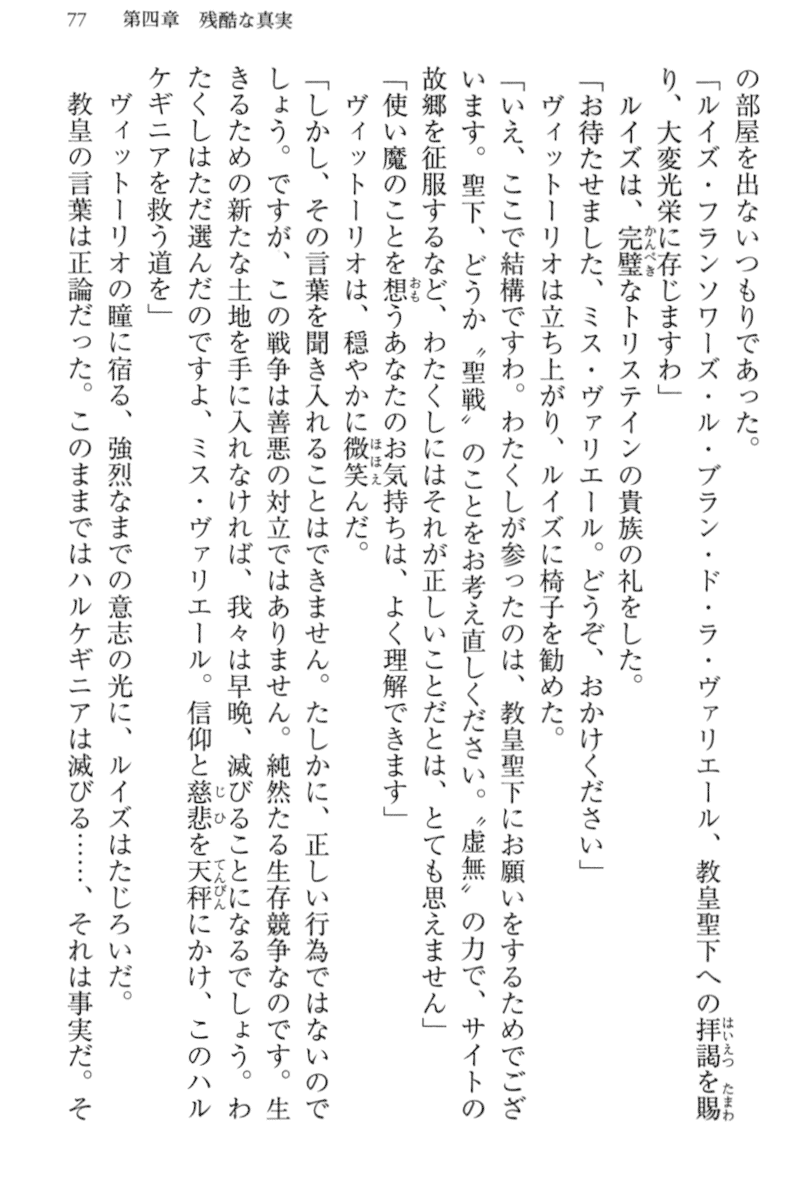 77　第四章　残酷な真実
の部屋を出ないつもりであった。
「ルイズ・フランソワーズ・ル・ブラン・ド・ラ・ヴァリエール、教皇聖下への拝謁を賜
り、大変光栄に存じますわ」
ルイズは、完璧なトリステインの貴族の礼をした。
「お待たせました、ミス・ヴァリエール。どうぞ、おかけください」
ヴィットーリオは立ち上がり、ルイズに椅子を勧めた。
「いえ、ここで結構ですわ。わたくしが参ったのは、教皇聖下にお願いをするためでござ
います。聖下、どうか〝聖戦〟のことをお考え直しください。〝虚無〟の力で、サイトの
故郷を征服するなど、わたくしにはそれが正しいことだとは、とても思えません」
「使い魔のことを想うあなたのお気持ちは、よく理解できます」
ヴィットーリオは、穏やかに微笑んだ。
「しかし、その言葉を聞き入れることはできません。たしかに、正しい行為ではないので
しょう。ですが、この戦争は善悪の対立ではありません。純然たる生存競争なのです。生
きるための新たな土地を手に入れなければ、我々は早晩、滅びることになるでしょう。わ
たくしはただ選んだのですよ、ミス・ヴァリエール。信仰と慈悲を天秤にかけ、このハル
ケギニアを救う道を」
ヴィットーリオの瞳に宿る、強烈なまでの意志の光に、ルイズはたじろいだ。
教皇の言葉は正論だった。このままではハルケギニアは滅びる……、それは事実だ。そ